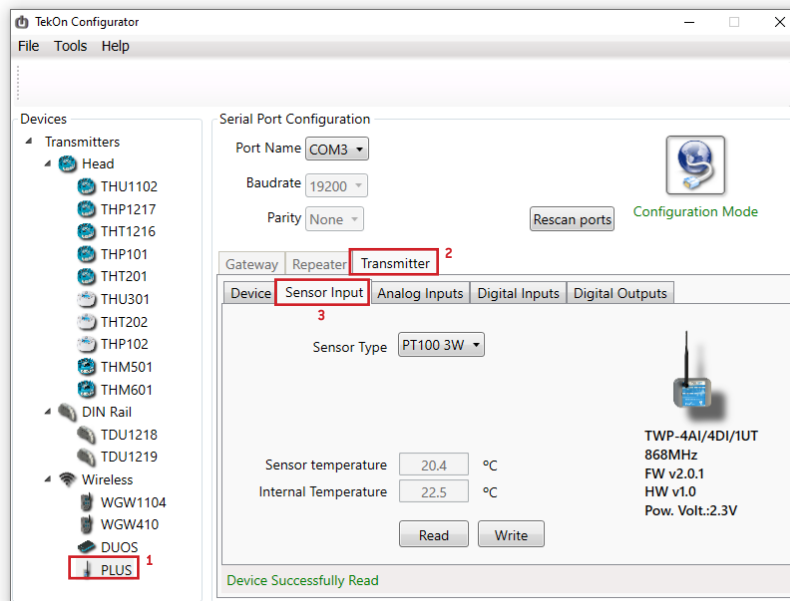 TekOn Configurator
File Tools Help
Devices
Transmitters
Head
THU1102
THP1217
THT1216
THP101
THT201
THU301
THT202
THP102
THM501
THM601
DIN Rail
TDU1218
TDU1219
Wireless
WGW1104
WGW410
DUOS
PLUS 1
Serial Port Configuration
Port Name COM3
Baudrate 19200
Parity None
Rescan ports
Configuration Mode
Gateway Repeater Transmitter 2
Device Sensor Input Analog Inputs Digital Inputs Digital Outputs
3
Sensor Type PT100 3W
Sensor temperature 20.4 ºC
Internal Temperature 22.5 ºC
Read Write
TWP-4AI/4DI/1UT
868MHz
FW v2.0.1
HW v1.0
Pow. Volt.:2.3V
Device Successfully Read